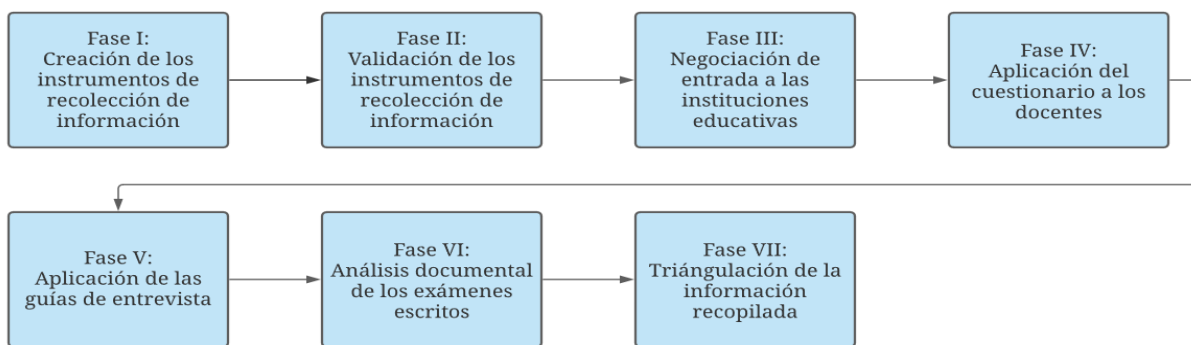 Fase I:
Creación de los
instrumentos de
recolección de
información
Fase II:
Validación de los
instrumentos de
recolección de
información
Fase III:
Negociación de
entrada a las
instituciones
educativas
Fase IV:
Aplicación del
cuestionario a los
docentes
Fase V:
Aplicación de las
guías de entrevista
Fase VI:
Análisis documental
de los exámenes
escritos
Fase VII:
Triángulación de la
información
recopilada